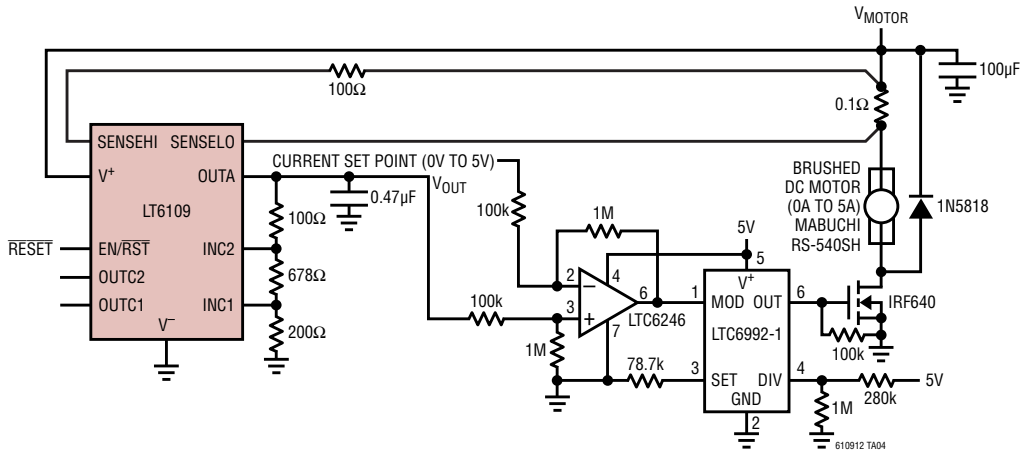 VMOTOR
100µF
100Ω
0.1Ω
SENSEHI SENSELO
V+ OUTA
LT6109
EN/RST INC2
OUTC2
OUTC1 INC1
V–
RESET
100Ω
678Ω
200Ω
0.47µF
CURRENT SET POINT (0V TO 5V)
VOUT
100k
1M
2
–
4
3
+
6
7
LTC6246
100k
1M
78.7k
5V
5
V+
1
MOD OUT
6
LTC6992-1
3
SET DIV
4
GND
2
BRUSHED
DC MOTOR
(0A TO 5A)
MABUCHI
RS-540SH
1N5818
IRF640
100k
280k
5V
1M
610912 TA04